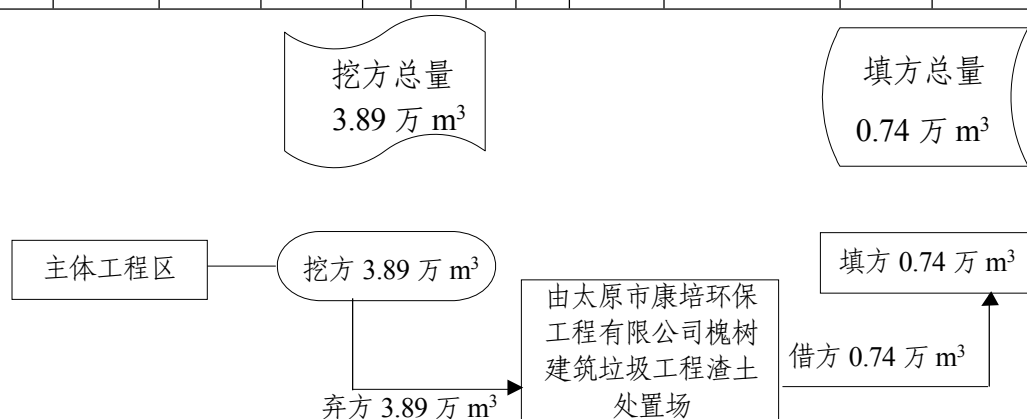 挖方总量
3.89 万 m³
填方总量
0.74 万 m³
主体工程区
挖方 3.89 万 m³
填方 0.74 万 m³
由太原市康培环保
工程有限公司槐树
建筑垃圾工程渣土
处置场
借方 0.74 万 m³
弃方 3.89 万 m³